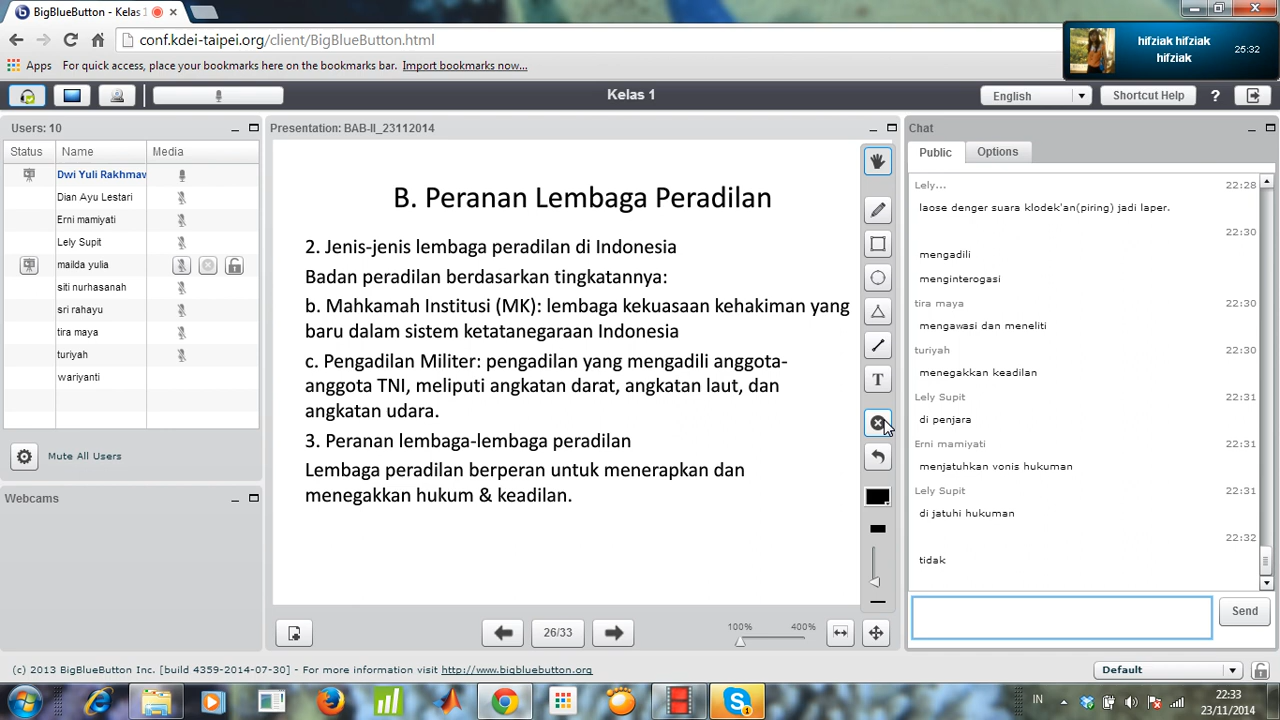 BigBlueButton - Kelas 1
conf.kdei-taipei.org/client/BigBlueButton.html
Apps For quick access, place your bookmarks here on the bookmarks bar. Import bookmarks now...
hifziak hifziak
hifziak
25:32
Kelas 1
English
Shortcut Help
?
Users: 10
Status Name Media
Dwi Yuli Rakhmaw
Dian Ayu Lestari
Erni mamiyati
Lely Supit
mailda yulia
siti nurhasanah
sri rahayu
tira maya
turiyah
wariyanti
Mute All Users
Webcams
Presentation: BAB-II_23112014
B. Peranan Lembaga Peradilan
2. Jenis-jenis lembaga peradilan di Indonesia
Badan peradilan berdasarkan tingkatannya:
b. Mahkamah Institusi (MK): lembaga kekuasaan kehakiman yang
baru dalam sistem ketatanegaraan Indonesia
c. Pengadilan Militer: pengadilan yang mengadili anggota-
anggota TNI, meliputi angkatan darat, angkatan laut, dan
angkatan udara.
3. Peranan lembaga-lembaga peradilan
Lembaga peradilan berperan untuk menerapkan dan
menegakkan hukum & keadilan.
T
26/33
100% 400%
Chat
Public Options
Lely... 22:28
laose denger suara klodek'an(piring) jadi laper.
22:30
mengadili
menginterogasi
tira maya 22:30
mengawasi dan meneliti
turiyah 22:30
menegakkan keadilan
Lely Supit 22:31
di penjara
Erni mamiyati 22:31
menjatuhkan vonis hukuman
Lely Supit 22:31
di jatuhi hukuman
22:32
tidak
Send
(c) 2013 BigBlueButton Inc. [build 4359-2014-07-30] - For more information visit http://www.bigbluebutton.org
Default
IN
22:33
23/11/2014